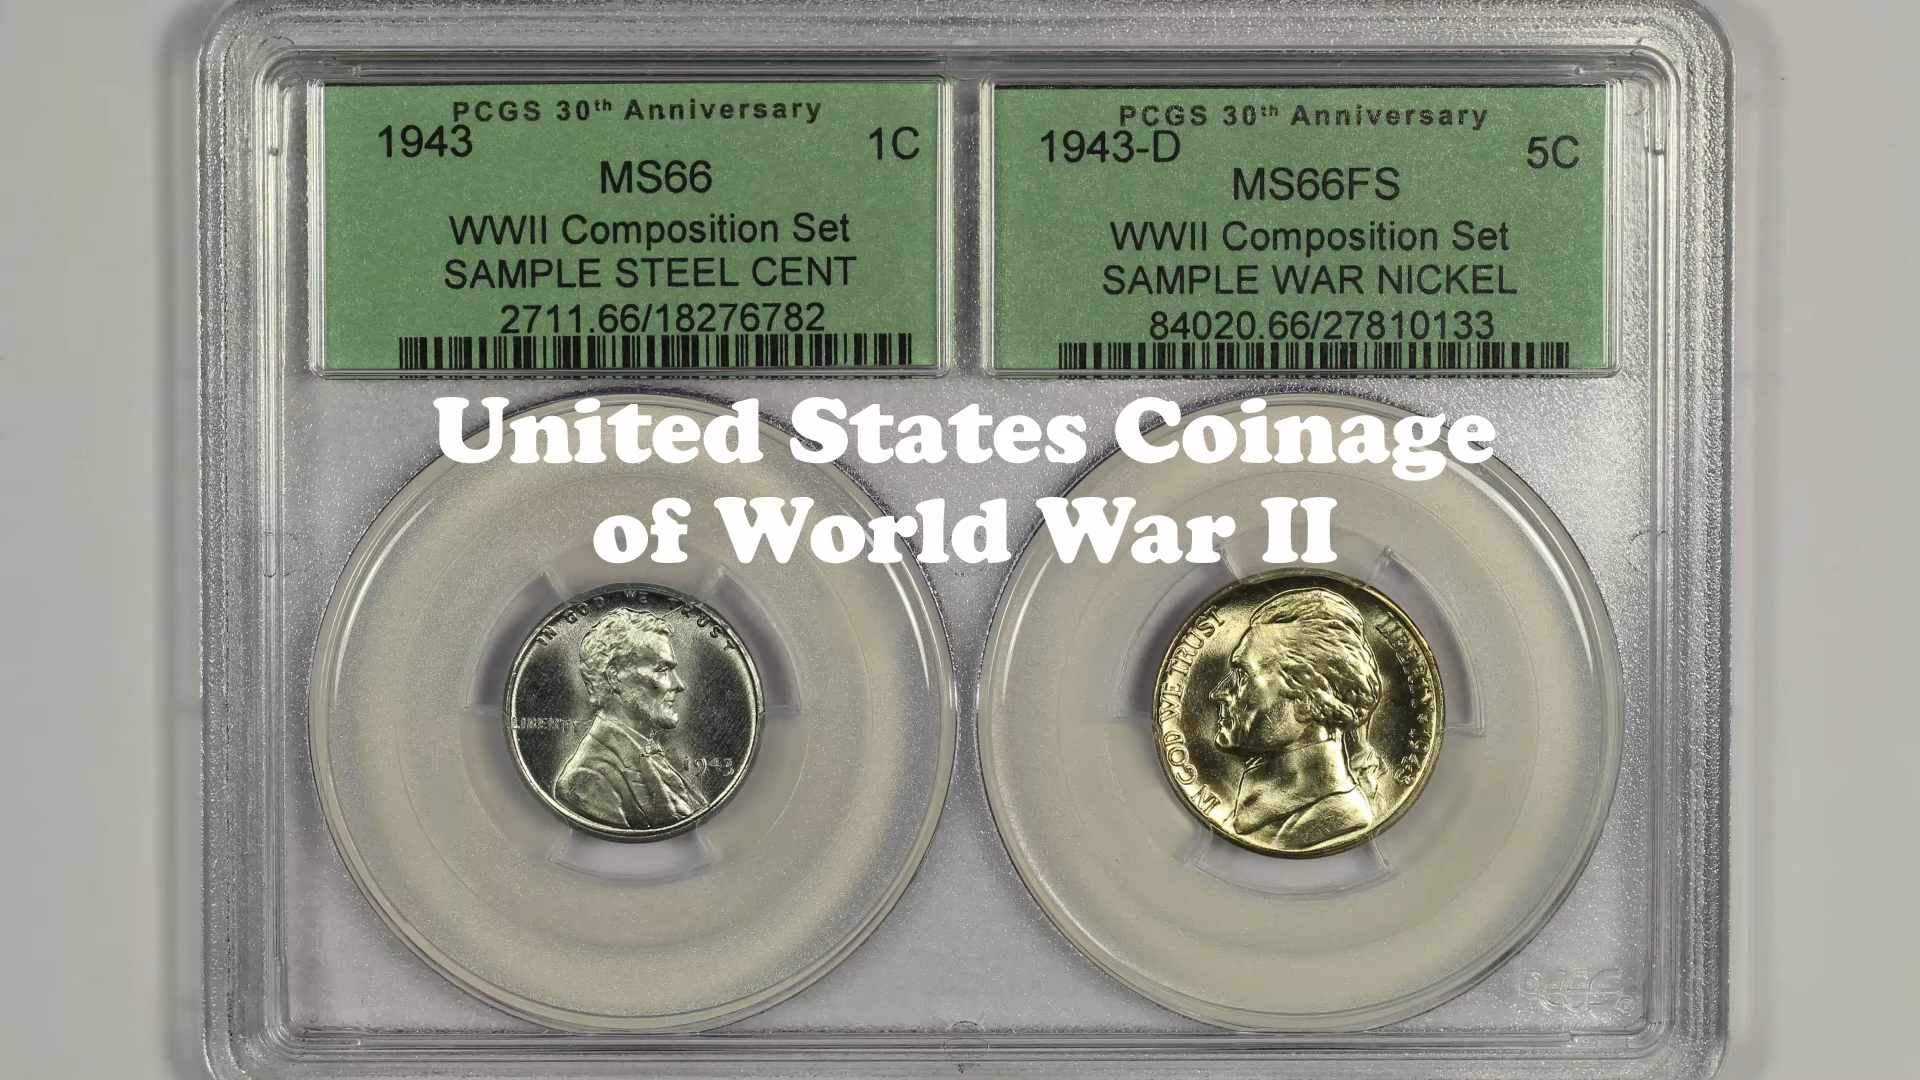 PCGS 30th Anniversary
1943 1C
MS66
WWII Composition Set
SAMPLE STEEL CENT
2711.66/18276782
PCGS 30th Anniversary
1943-D 5C
MS66FS
WWII Composition Set
SAMPLE WAR NICKEL
84020.66/27810133
United States Coinage
of World War II
IN GOD WE TRUST
LIBERTY
1943
IN GOD WE TRUST
LIBERTY ★ 1943
PCGS